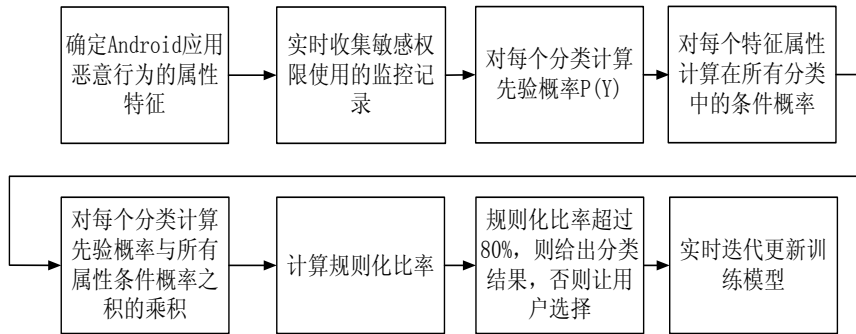 确定Android应用
恶意行为的属性
特征
实时收集敏感权
限使用的监控记
录
对每个分类计算
先验概率P(Y)
对每个特征属性
计算在所有分类
中的条件概率
对每个分类计算
先验概率与所有
属性条件概率之
积的乘积
计算规则化比率
规则化比率超过
80%，则给出分类
结果，否则让用
户选择
实时迭代更新训
练模型